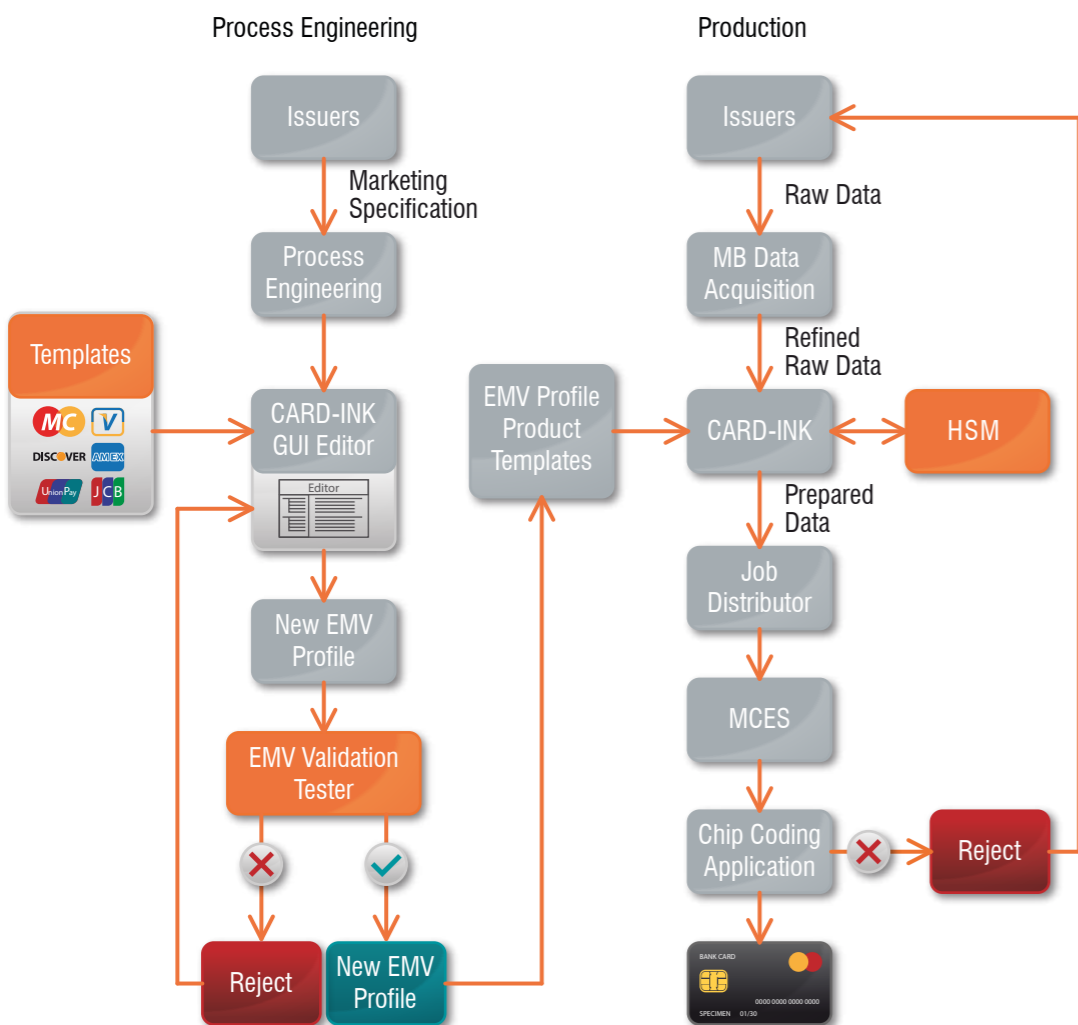 Process Engineering
Production
Issuers
Marketing
Specification
Process
Engineering
Templates
MC
V
DISCOVER
AMEX
UnionPay
JCB
CARD-INK
GUI Editor
Editor
New EMV
Profile
EMV Validation
Tester
Reject
New EMV
Profile
EMV Profile
Product
Templates
Issuers
Raw Data
MB Data
Acquisition
Refined
Raw Data
CARD-INK
HSM
Prepared
Data
Job
Distributor
MCES
Chip Coding
Application
Reject
BANK CARD
0000 0000 0000 0000
SPECIMEN 01/30